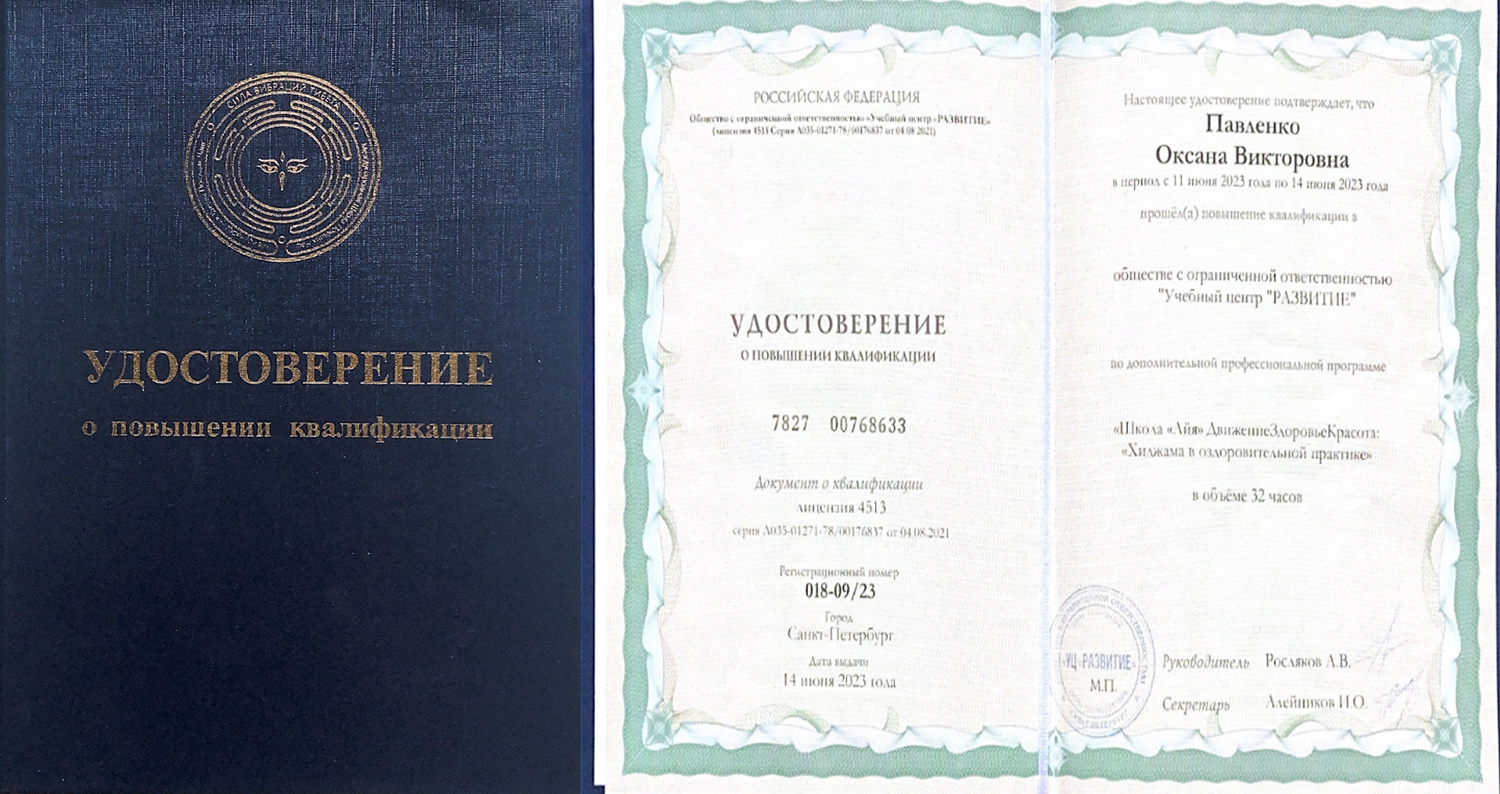 СИЛА ВИБРАЦИЙ ТИБЕТА
УДОСТОВЕРЕНИЕ
о повышении квалификации
РОССИЙСКАЯ ФЕДЕРАЦИЯ
Общество с ограниченной ответственностью «Учебный центр «РАЗВИТИЕ»
(лицензия 4513 Серия Л035-01271-78/00176837 от 04.08.2021)
УДОСТОВЕРЕНИЕ
О ПОВЫШЕНИИ КВАЛИФИКАЦИИ
7827 00768633
Документ о квалификации
лицензия 4513
серия Л035-01271-78/00176837 от 04.08.2021
Регистрационный номер
018-09/23
Город
Санкт-Петербург
Дата выдачи
14 июня 2023 года
Настоящее удостоверение подтверждает, что
Павленко
Оксана Викторовна
в период с 11 июня 2023 года по 14 июня 2023 года
прошёл(а) повышение квалификации в
обществе с ограниченной ответственностью
"Учебный центр "РАЗВИТИЕ"
по дополнительной профессиональной программе
«Школа «Айя» ДвижениеЗдоровьеКрасота:
«Хиджама в оздоровительной практике»
в объёме 32 часов
УЦ «РАЗВИТИЕ»
М.П.
Руководитель Росляков А.В.
Секретарь Алейников И.О.